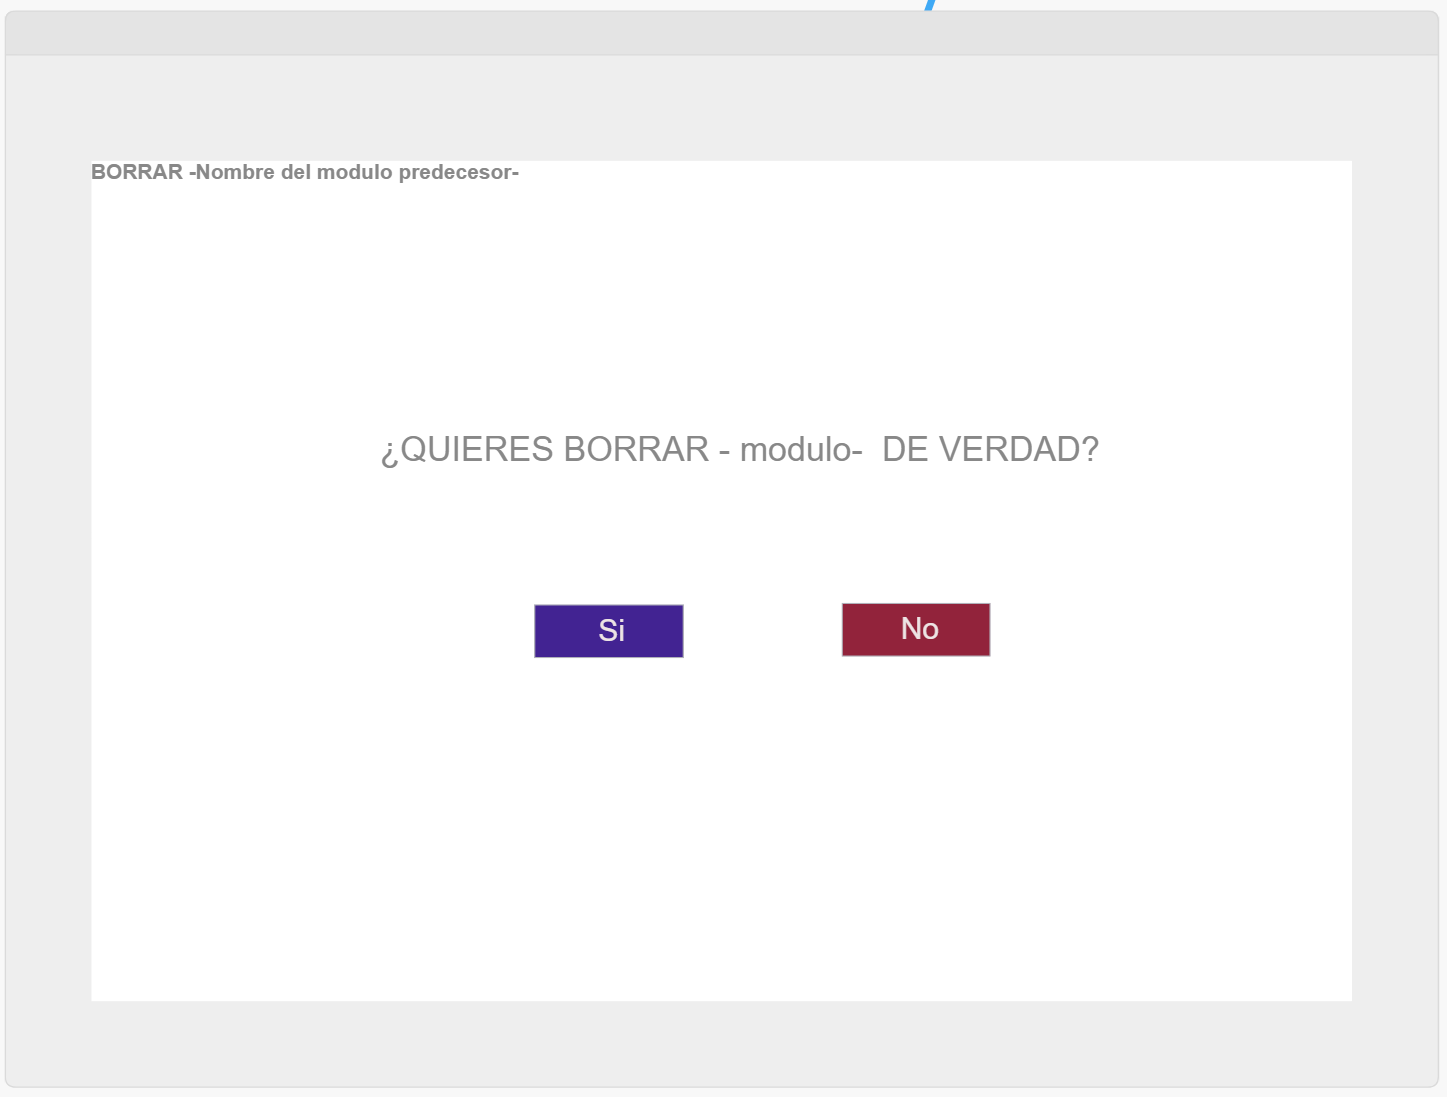 BORRAR -Nombre del modulo predecesor-
¿QUIERES BORRAR - modulo-  DE VERDAD?
Si
No